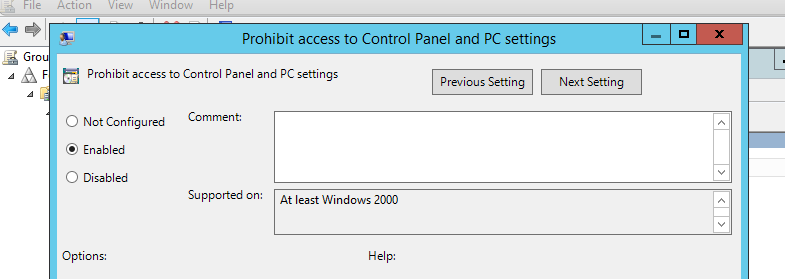 File Action View Window Help
Prohibit access to Control Panel and PC settings
Grou
F
Prohibit access to Control Panel and PC settings
Previous Setting Next Setting
Not Configured
Comment:
Enabled
Disabled
Supported on:
At least Windows 2000
Options:
Help: